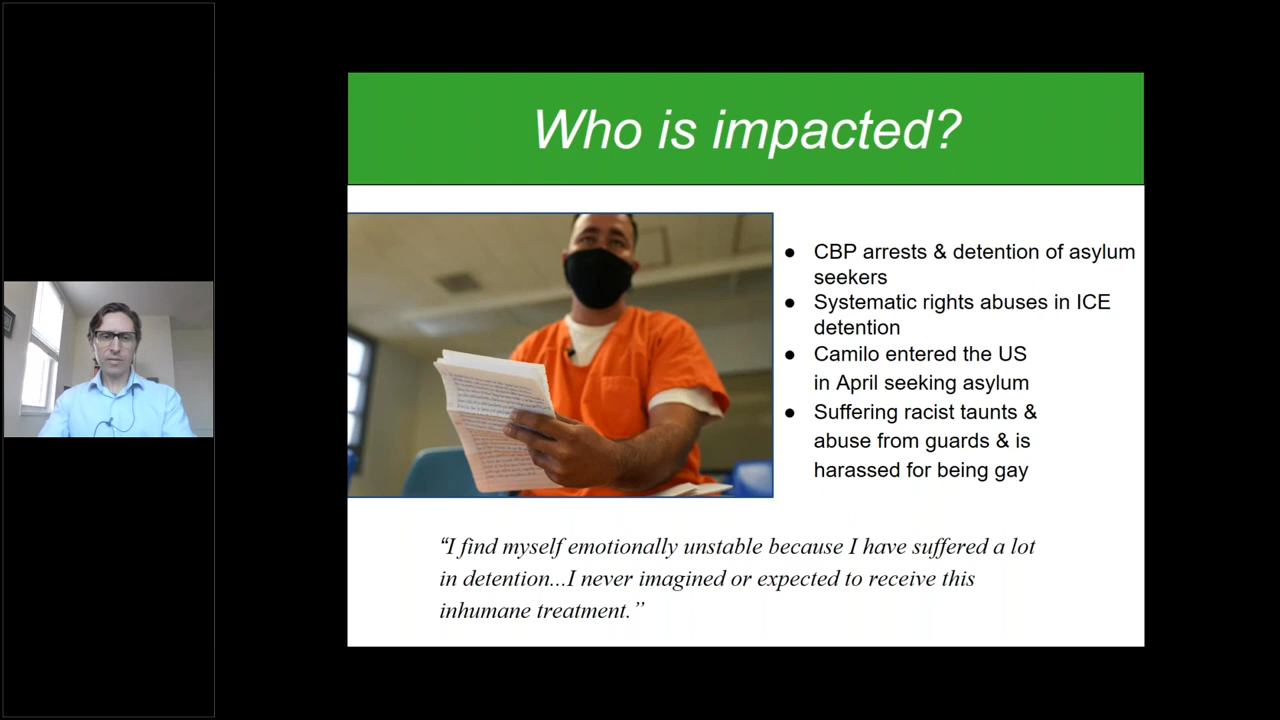 Who is impacted?
● CBP arrests & detention of asylum
seekers
● Systematic rights abuses in ICE
detention
● Camilo entered the US
in April seeking asylum
● Suffering racist taunts &
abuse from guards & is
harassed for being gay
“I find myself emotionally unstable because I have suffered a lot
in detention...I never imagined or expected to receive this
inhumane treatment.”